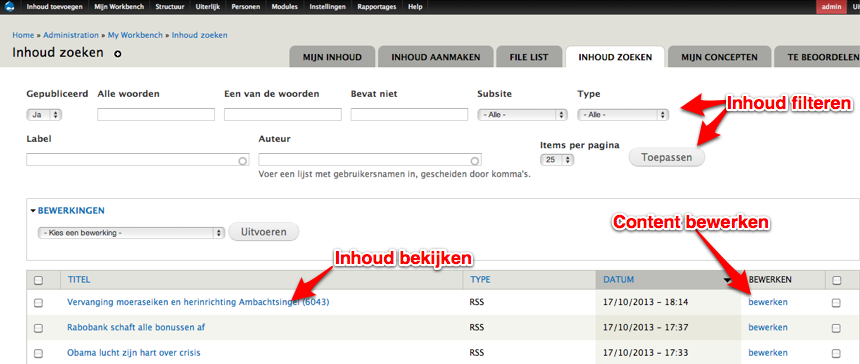 Inhoud toevoegen Mijn Workbench Structuur Uiterlijk Personen Modules Instellingen Rapportages Help admin
Home » Administration » My Workbench » Inhoud zoeken
Inhoud zoeken
MIJN INHOUD INHOUD AANMAKEN FILE LIST INHOUD ZOEKEN MIJN CONCEPTEN TE BEOORDELEN
Gepubliceerd Alle woorden Een van de woorden Bevat niet Subsite Type
Ja - Alle - - Alle -
Inhoud filteren
Label Auteur Items per pagina
25 Toepassen
Voer een lijst met gebruikersnamen in, gescheiden door komma's.
BEWERKINGEN
Content bewerken
- Kies een bewerking - Uitvoeren
Inhoud bekijken
TITEL TYPE DATUM BEWERKEN
Vervanging moeraseiken en herinrichting Ambachtsingel (6043) RSS 17/10/2013 - 18:14 bewerken
Rabobank schaft alle bonussen af RSS 17/10/2013 - 17:37 bewerken
Obama lucht zijn hart over crisis RSS 17/10/2013 - 17:33 bewerken